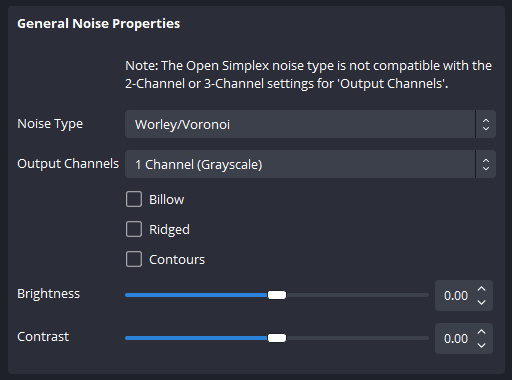 General Noise Properties
Note: The Open Simplex noise type is not compatible with the
2-Channel or 3-Channel settings for 'Output Channels'.
Noise Type
Worley/Voronoi
Output Channels
1 Channel (Grayscale)
Billow
Ridged
Contours
Brightness
0.00
Contrast
0.00